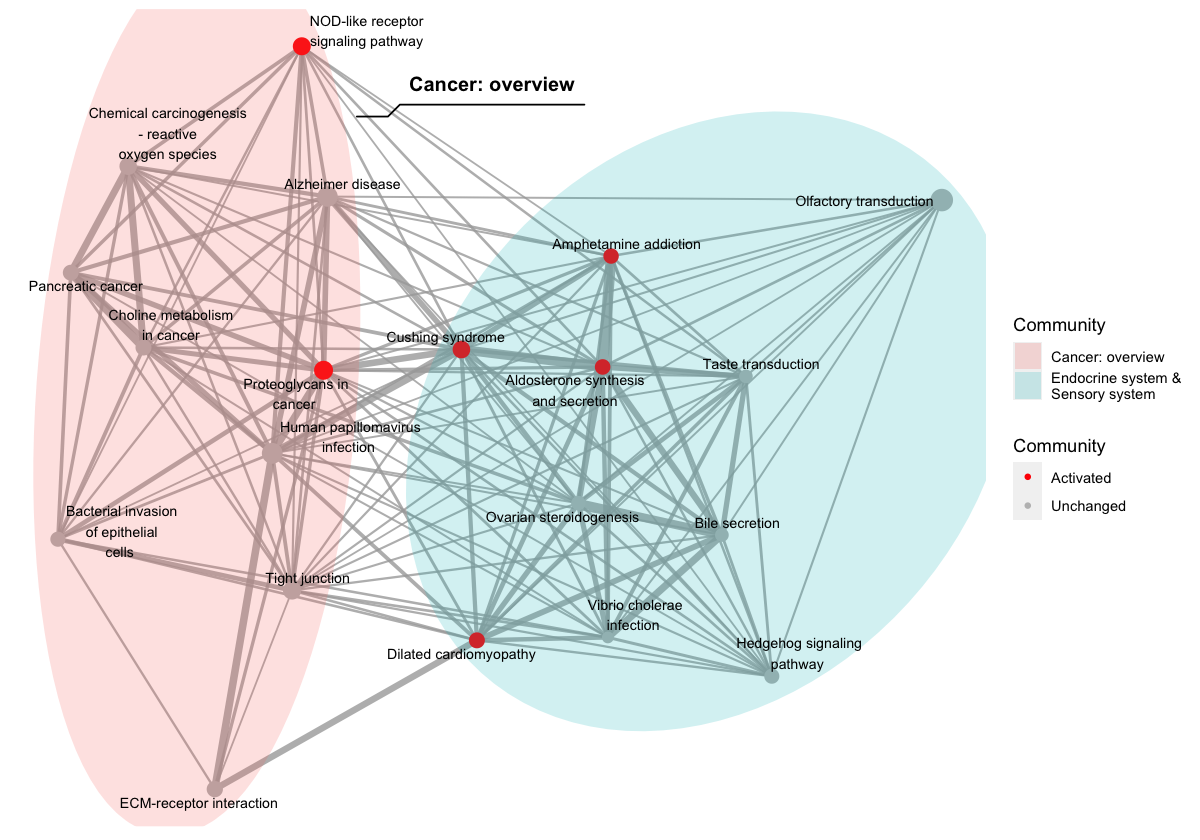 NOD-like receptor
signaling pathway
Cancer: overview
Chemical carcinogenesis
- reactive
oxygen species
Alzheimer disease
Olfactory transduction
Amphetamine addiction
Pancreatic cancer
Choline metabolism
in cancer
Cushing syndrome
Taste transduction
Proteoglycans in
cancer
Aldosterone synthesis
and secretion
Human papillomavirus
infection
Bacterial invasion
of epithelial
cells
Ovarian steroidogenesis
Bile secretion
Tight junction
Vibrio cholerae
infection
Dilated cardiomyopathy
Hedgehog signaling
pathway
ECM-receptor interaction
Community
Cancer: overview
Endocrine system &
Sensory system
Community
Activated
Unchanged